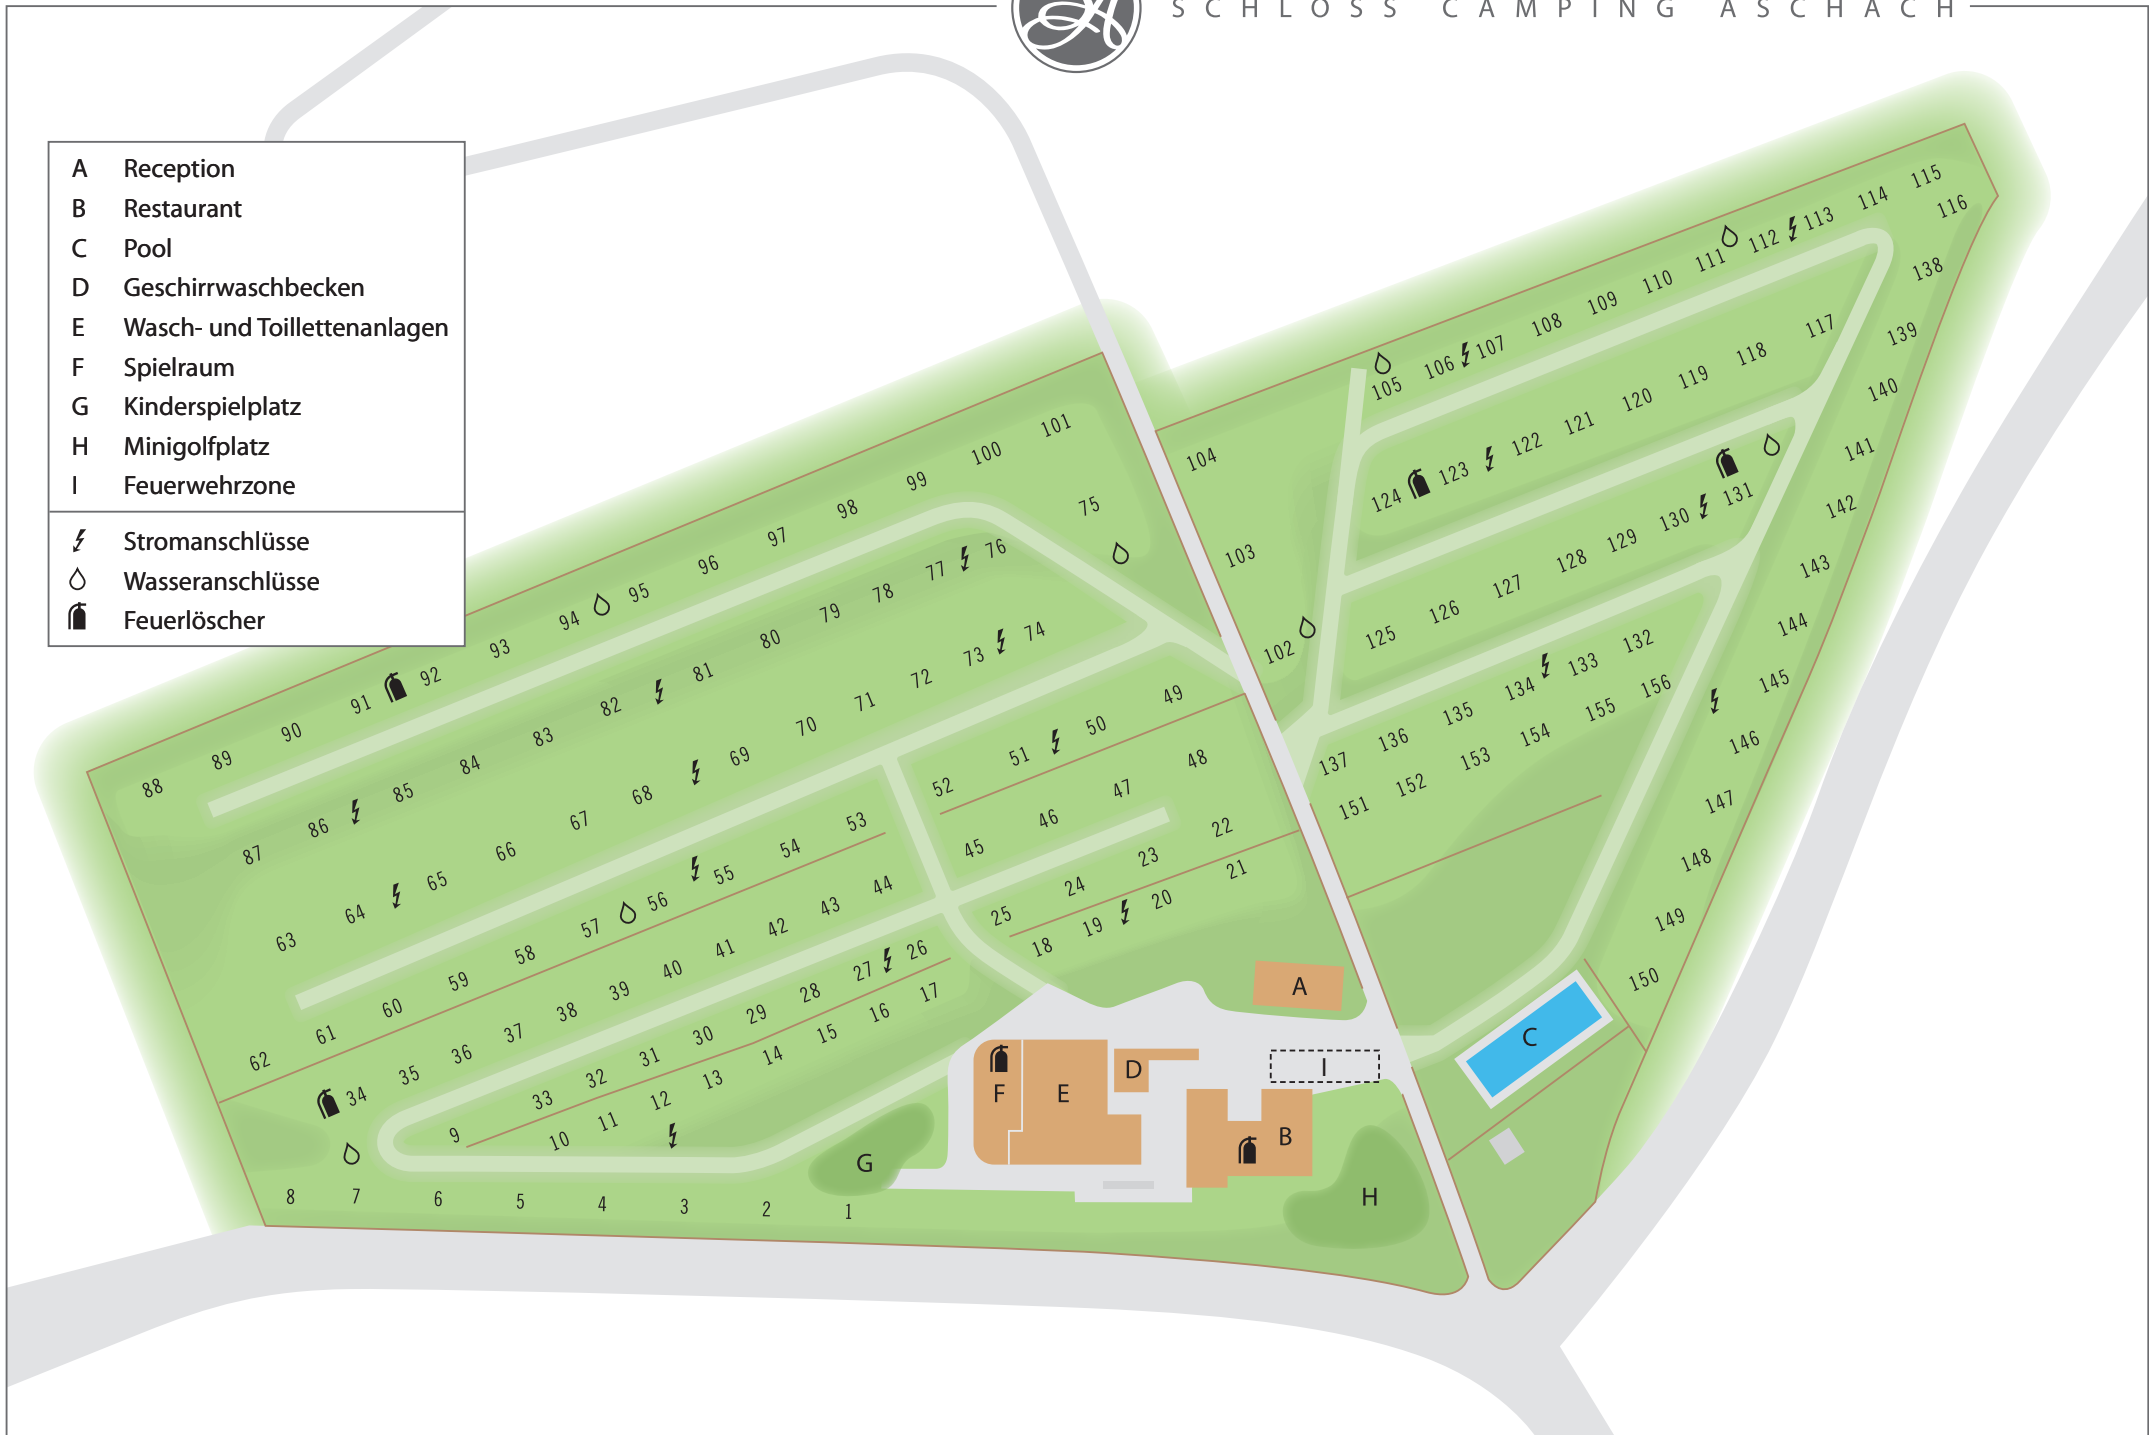 SCHLOSS CAMPING ASCHACH
A Reception
B Restaurant
C Pool
D Geschirrwaschbecken
E Wasch- und Toillettenanlagen
F Spielraum
G Kinderspielplatz
H Minigolfplatz
I Feuerwehrzone
Stromanschlüsse
Wasseranschlüsse
Feuerlöscher
88 89 90 91 92 93 94 95 96 97 98 99 100 101
87 86 85 84 83 82 81 80 79 78 77 76 75
63 64 65 66 67 68 69 70 71 72 73 74
62 61 60 59 58 57 56 55 54 53
52 51 50 49
45 46 47 48
34 35 36 37 38 39 40 41 42 43 44
25 24 23 22
33 32 31 30 29 28 27 26
18 19 20 21
9 10 11 12 13 14 15 16 17
8 7 6 5 4 3 2 1
104
103
102
105 106 107 108 109 110 111 112 113 114 115
116
124 123 122 121 120 119 118 117
125 126 127 128 129 130 131
137 136 135 134 133 132
151 152 153 154 155 156
138
139
140
141
142
143
144
145
146
147
148
149
150
A
I
C
F E D
B
G
H